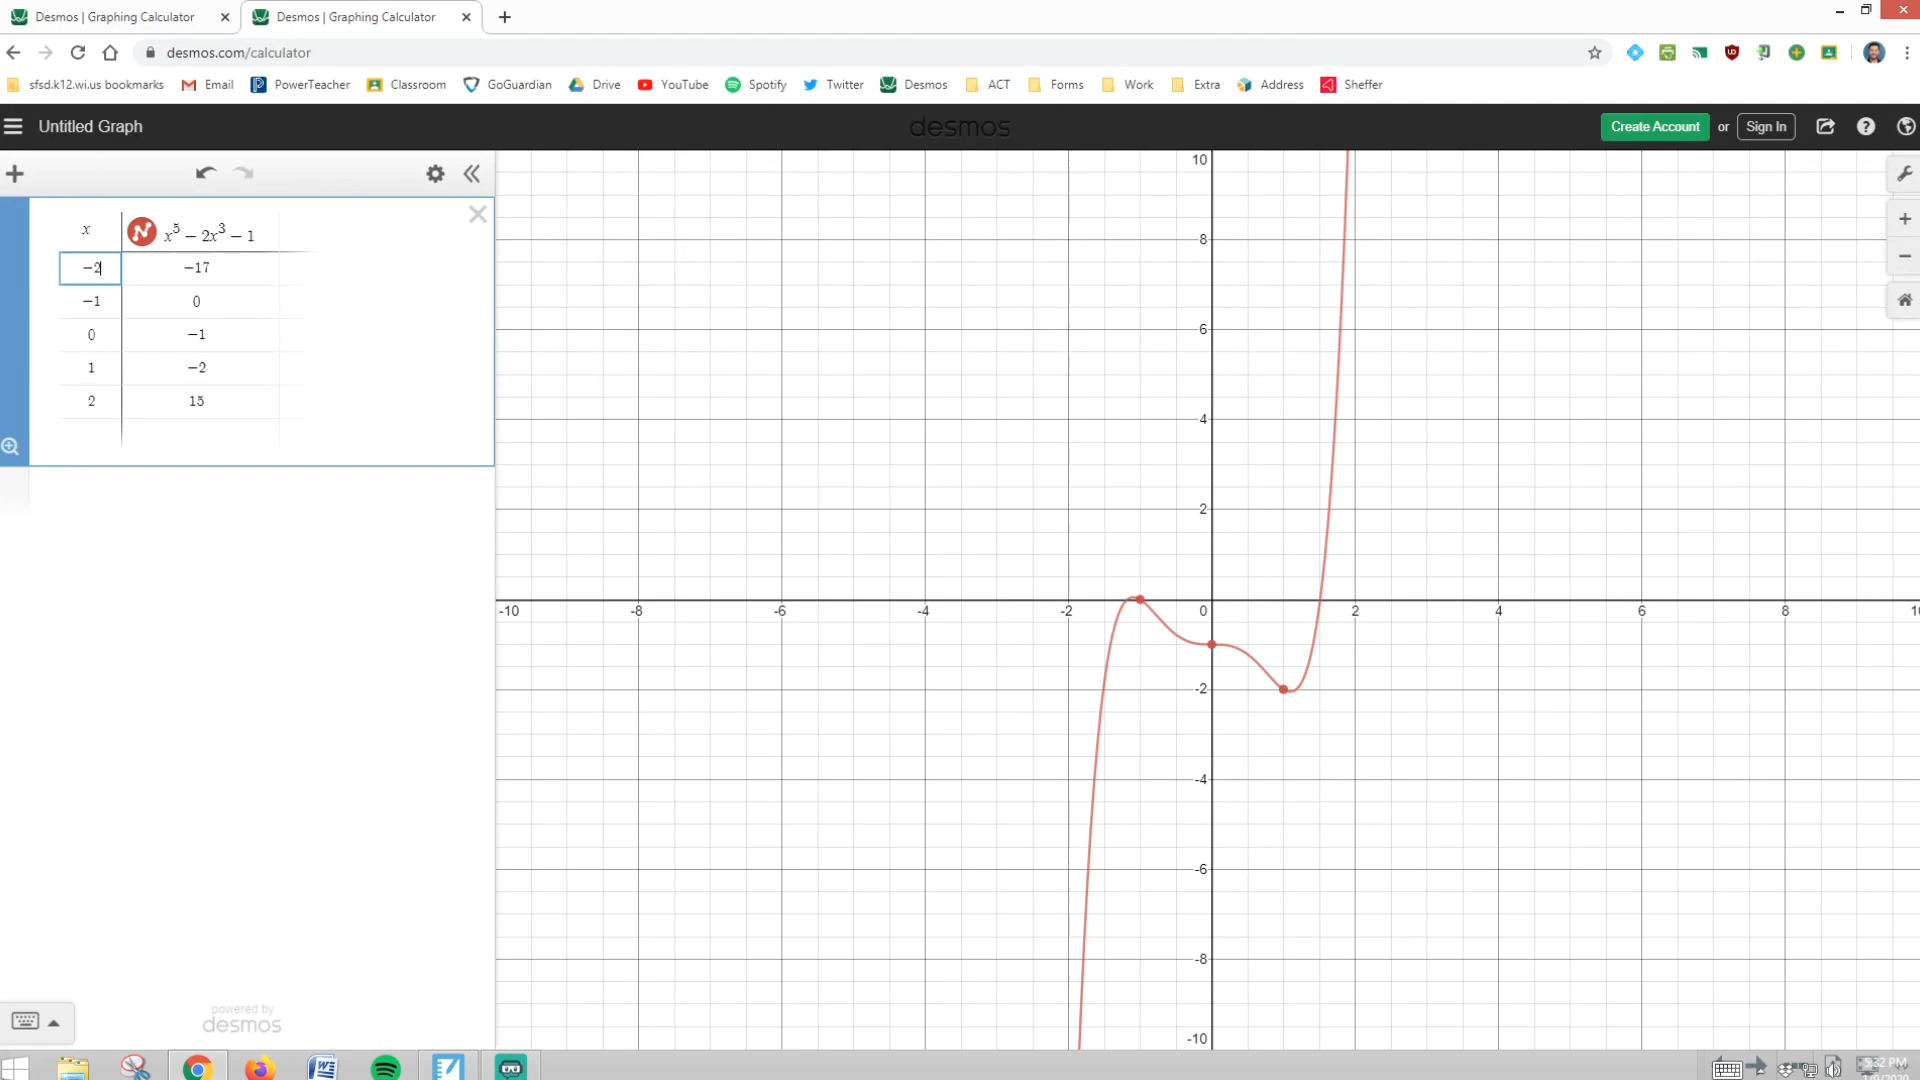 Desmos | Graphing Calculator
Desmos | Graphing Calculator
desmos.com/calculator
sfsd.k12.wi.us bookmarks
Email
PowerTeacher
Classroom
GoGuardian
Drive
YouTube
Spotify
Twitter
Desmos
ACT
Forms
Work
Extra
Address
Sheffer
Untitled Graph
desmos
Create Account or Sign In
x x⁵ − 2x³ − 1
−2 −17
−1 0
0 −1
1 −2
2 15
10
8
6
4
2
-10 -8 -6 -4 -2 0 2 4 6 8
-2
-4
-6
-8
-10
powered by
desmos
5:32 PM